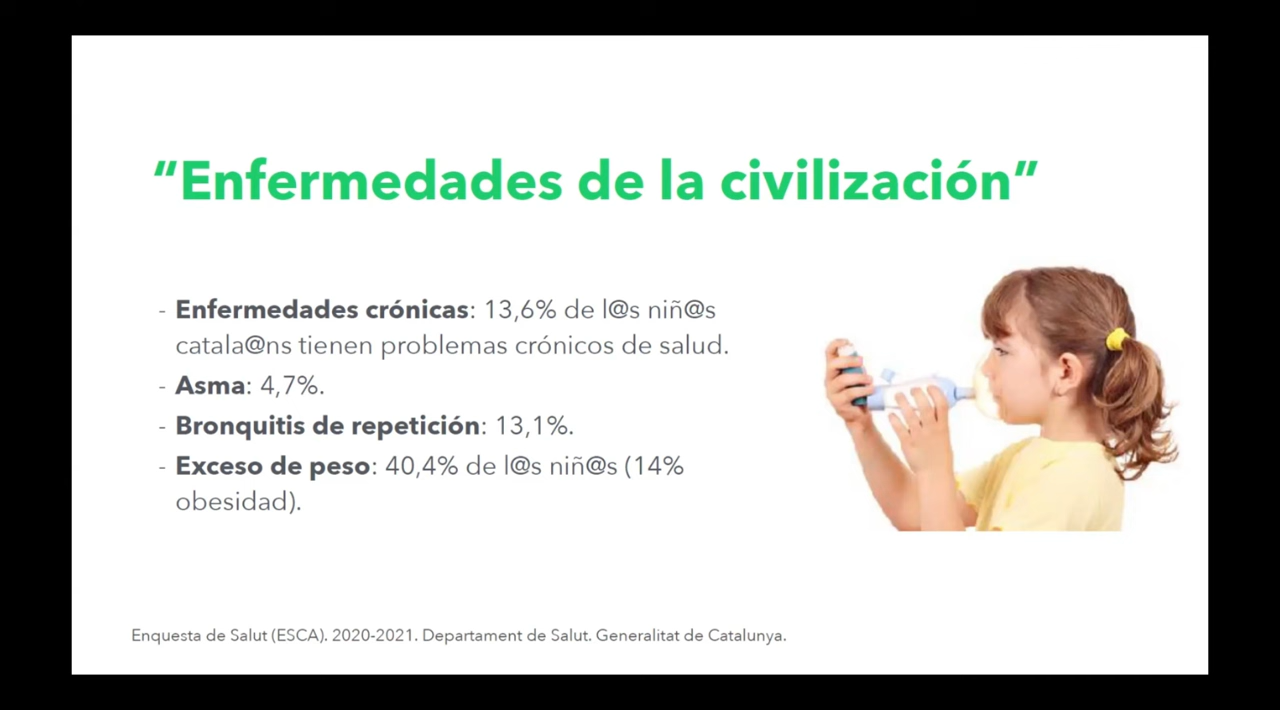 “Enfermedades de la civilización”
- Enfermedades crónicas: 13,6% de l@s niñ@s
catala@ns tienen problemas crónicos de salud.
- Asma: 4,7%.
- Bronquitis de repetición: 13,1%.
- Exceso de peso: 40,4% de l@s niñ@s (14%
obesidad).
Enquesta de Salut (ESCA). 2020-2021. Departament de Salut. Generalitat de Catalunya.